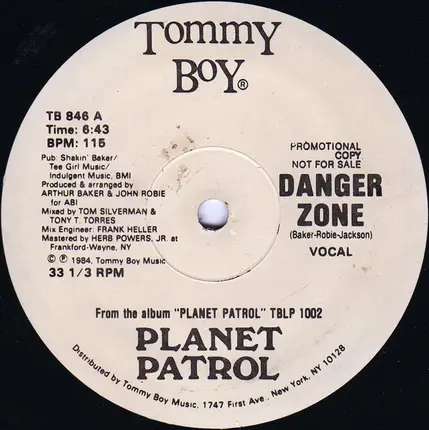 Tommy
Boy®
TB 846 A
Time: 6:43
BPM: 115
Pub: Shakin' Baker/
Tee Girl Music/
Indulgent Music, BMI
Produced & arranged by
ARTHUR BAKER & JOHN ROBIE
for ABI
Mixed by TOM SILVERMAN &
TONY T. TORRES
Mix Engineer: FRANK HELLER
Mastered by HERB POWERS, JR. at
Frankford-Wayne, NY
© ℗ 1984, Tommy Boy Music
33 1/3 RPM
PROMOTIONAL
COPY
NOT FOR SALE
DANGER
ZONE
(Baker-Robie-Jackson)
VOCAL
From the album "PLANET PATROL" TBLP 1002
PLANET
PATROL
Distributed by Tommy Boy Music, 1747 First Ave., New York, NY 10128